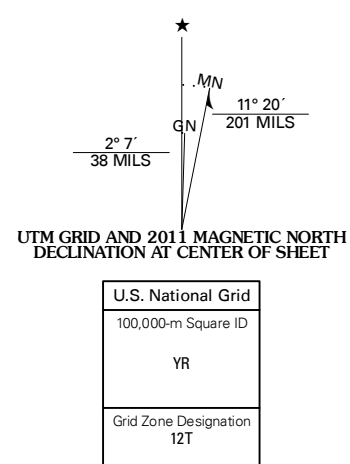 ★
MN
11° 20´
201 MILS
GN
2° 7´
38 MILS
UTM GRID AND 2011 MAGNETIC NORTH
DECLINATION AT CENTER OF SHEET
U.S. National Grid
100,000-m Square ID
YR
Grid Zone Designation
12T